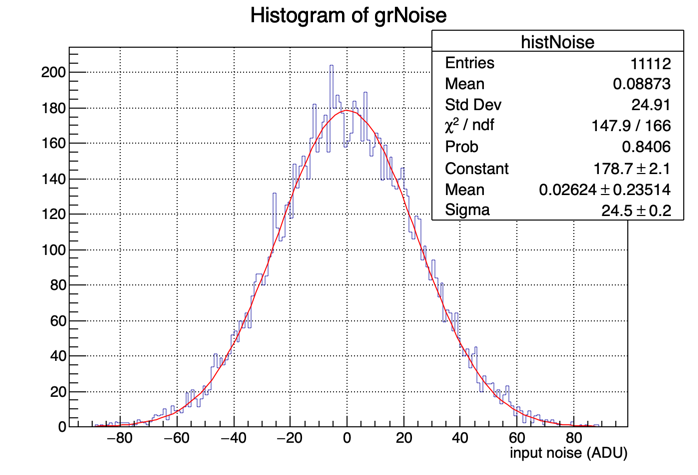 Histogram of grNoise
histNoise
Entries 11112
Mean 0.08873
Std Dev 24.91
χ² / ndf 147.9 / 166
Prob 0.8406
Constant 178.7 ± 2.1
Mean 0.02624 ± 0.23514
Sigma 24.5 ± 0.2
200
180
160
140
120
100
80
60
40
20
0
−80 −60 −40 −20 0 20 40 60 80
input noise (ADU)